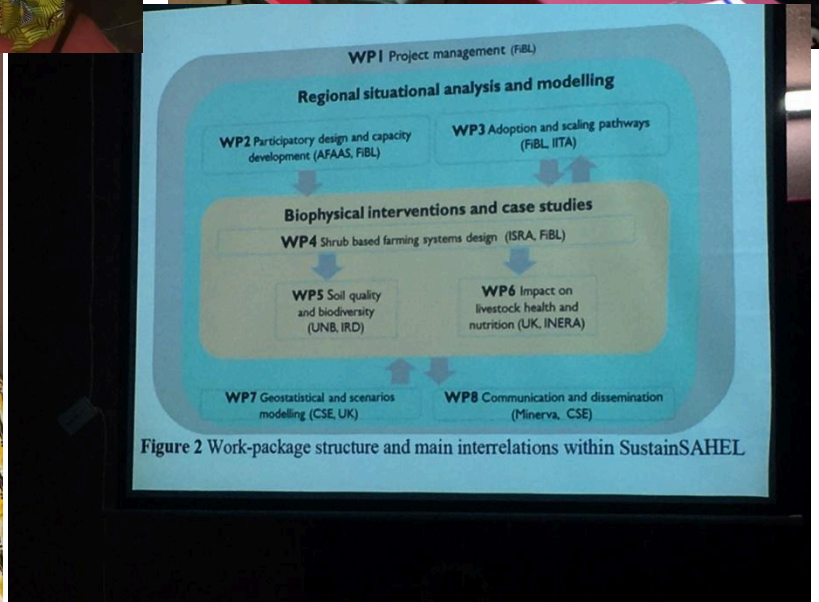 WP1 Project management (FiBL)
Regional situational analysis and modelling
WP2 Participatory design and capacity
development (AFAAS, FiBL)
WP3 Adoption and scaling pathways
(FiBL, IITA)
Biophysical interventions and case studies
WP4 Shrub based farming systems design (ISRA, FiBL)
WP5 Soil quality
and biodiversity
(UNB, IRD)
WP6 Impact on
livestock health and
nutrition (UK, INERA)
WP7 Geostatistical and scenarios
modelling (CSE, UK)
WP8 Communication and dissemination
(Minerva, CSE)
Figure 2 Work-package structure and main interrelations within SustainSAHEL